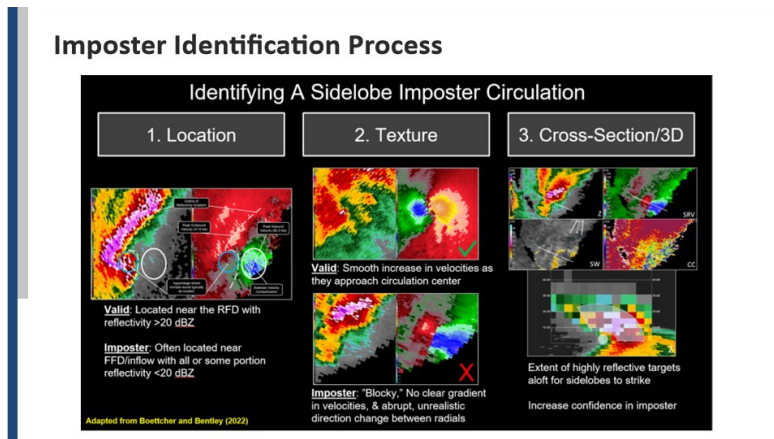 Imposter Identification Process
Identifying A Sidelobe Imposter Circulation
1. Location
2. Texture
3. Cross-Section/3D
Valid: Located near the RFD with
reflectivity >20 dBZ
Imposter: Often located near
FFD/inflow with all or some portion
reflectivity <20 dBZ
Adapted from Boettcher and Bentley (2022)
Valid: Smooth increase in velocities as
they approach circulation center
Imposter: "Blocky," No clear gradient
in velocities, & abrupt, unrealistic
direction change between radials
Z
SRV
SW
CC
Extent of highly reflective targets
aloft for sidelobes to strike
Increase confidence in imposter